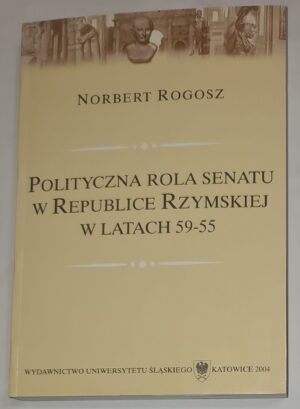 NORBERT ROGOSZ
POLITYCZNA ROLA SENATU
W REPUBLICE RZYMSKIEJ
W LATACH 59-55
WYDAWNICTWO UNIWERSYTETU ŚLĄSKIEGO KATOWICE 2004